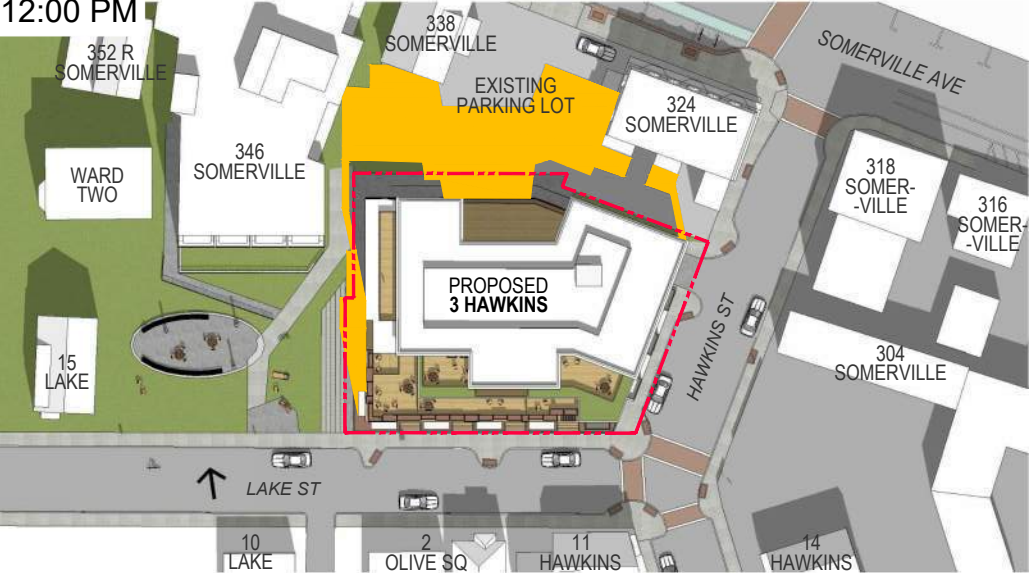 12:00 PM
352 R
SOMERVILLE
338
SOMERVILLE
EXISTING
PARKING LOT
SOMERVILLE AVE
324
SOMERVILLE
346
SOMERVILLE
WARD
TWO
318
SOMER-
-VILLE
316
SOMER-
-VILLE
PROPOSED
3 HAWKINS
HAWKINS ST
15
LAKE
304
SOMERVILLE
LAKE ST
10
LAKE
2
OLIVE SQ
11
HAWKINS
14
HAWKINS